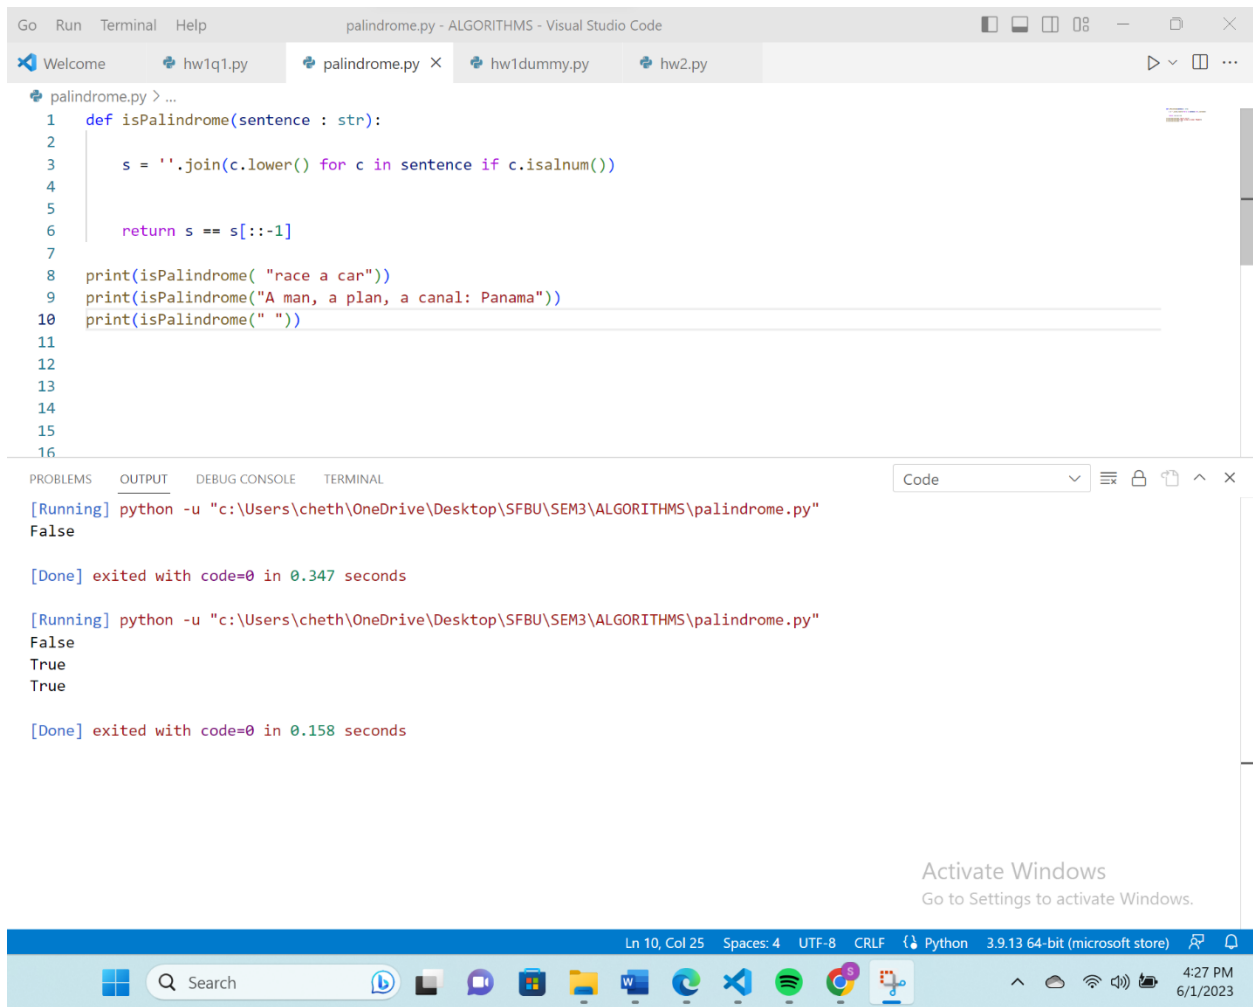 Go Run Terminal Help palindrome.py - ALGORITHMS - Visual Studio Code
Welcome hw1q1.py palindrome.py hw1dummy.py hw2.py
palindrome.py > ...
1 def isPalindrome(sentence : str):
2
3 s = ''.join(c.lower() for c in sentence if c.isalnum())
4
5
6 return s == s[::-1]
7
8 print(isPalindrome( "race a car"))
9 print(isPalindrome("A man, a plan, a canal: Panama"))
10 print(isPalindrome(" "))
11
12
13
14
15
16
PROBLEMS OUTPUT DEBUG CONSOLE TERMINAL Code
[Running] python -u "c:\Users\cheth\OneDrive\Desktop\SFBU\SEM3\ALGORITHMS\palindrome.py"
False
[Done] exited with code=0 in 0.347 seconds
[Running] python -u "c:\Users\cheth\OneDrive\Desktop\SFBU\SEM3\ALGORITHMS\palindrome.py"
False
True
True
[Done] exited with code=0 in 0.158 seconds
Activate Windows
Go to Settings to activate Windows.
Ln 10, Col 25 Spaces: 4 UTF-8 CRLF Python 3.9.13 64-bit (microsoft store)
Search 4:27 PM
6/1/2023